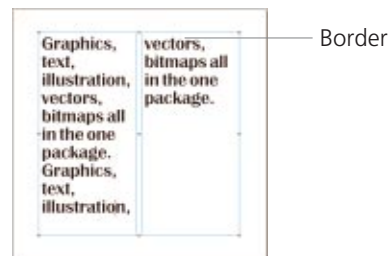 Graphics,
text,
illustration,
vectors,
bitmaps all
in the one
package.
Graphics,
text,
illustration,
vectors,
bitmaps all
in the one
package.
Border